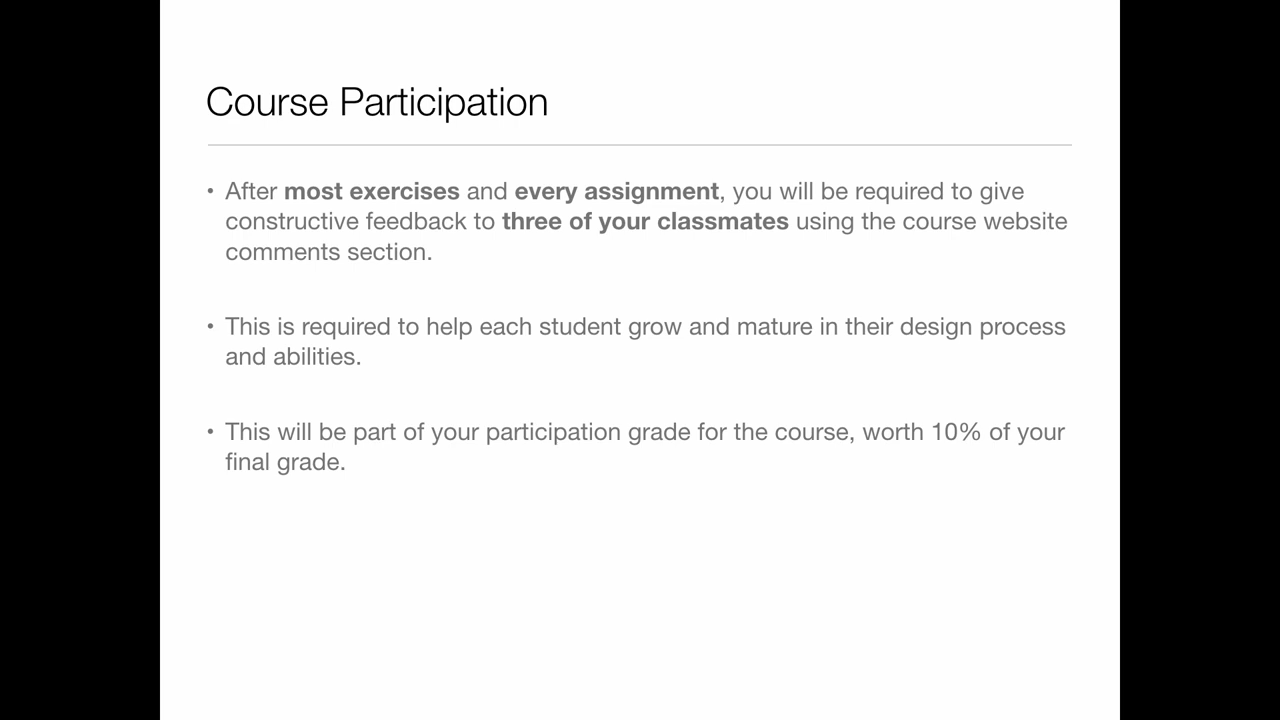 Course Participation
• After most exercises and every assignment, you will be required to give
constructive feedback to three of your classmates using the course website
comments section.
• This is required to help each student grow and mature in their design process
and abilities.
• This will be part of your participation grade for the course, worth 10% of your
final grade.